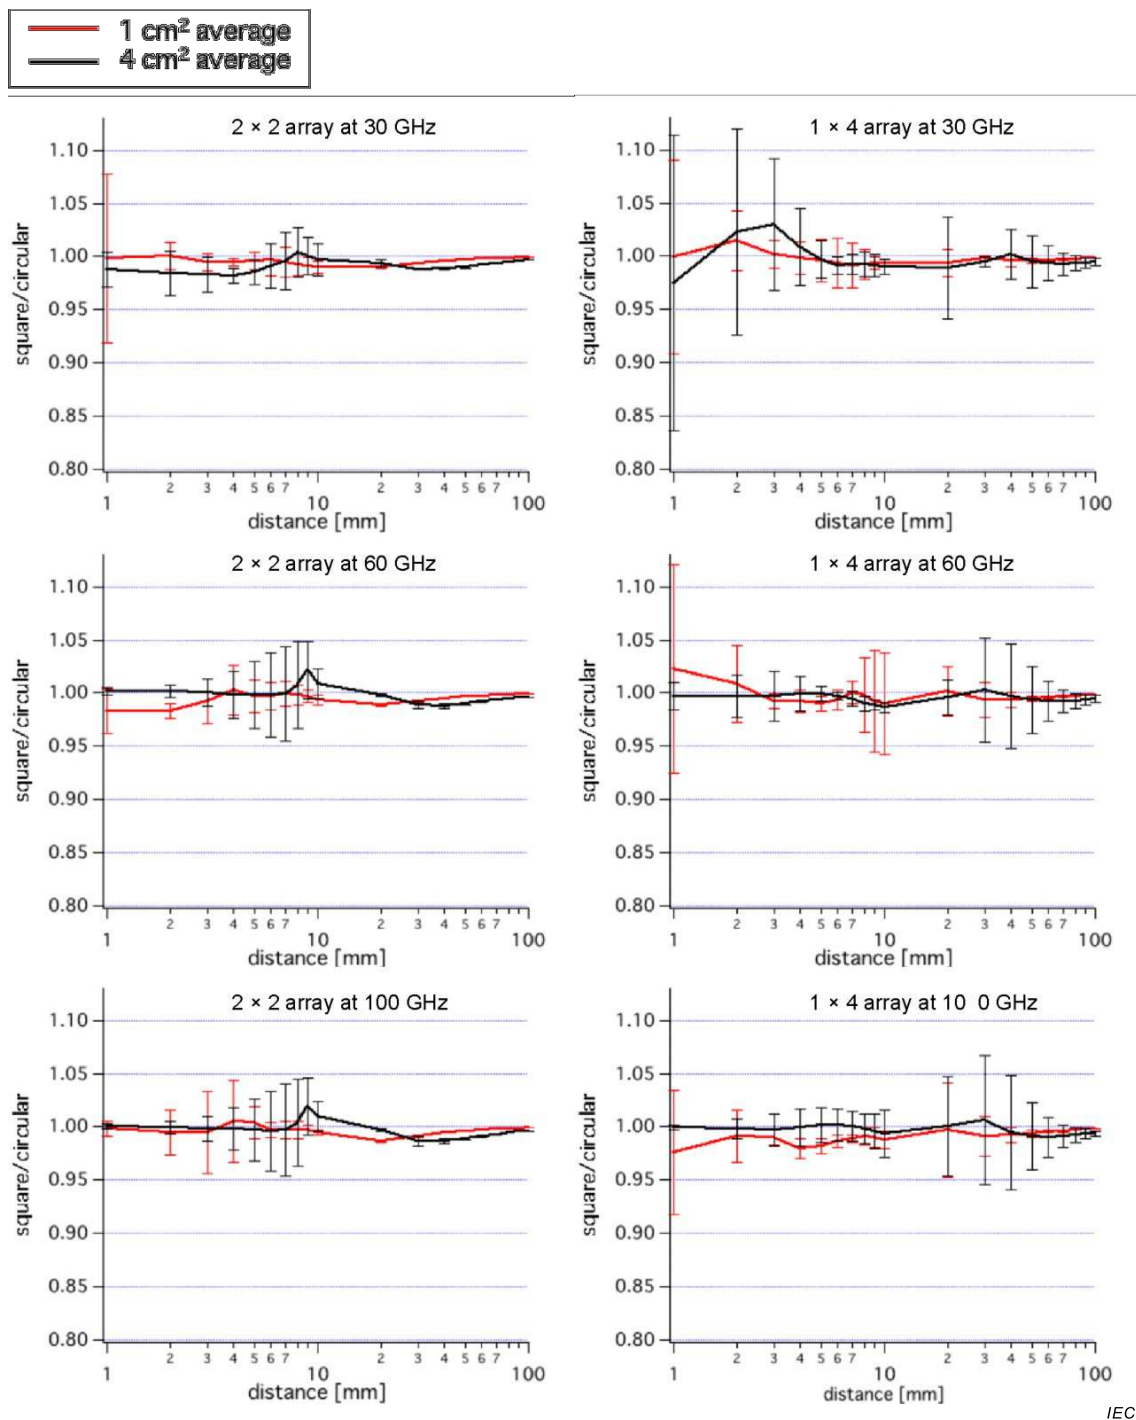 1 cm² average
4 cm² average
2 × 2 array at 30 GHz
1.10
1.05
1.00
0.95
0.90
0.85
0.80
square/circular
1 2 3 4 5 6 7 10 2 3 4 5 6 7 100
distance [mm]
1 × 4 array at 30 GHz
1.10
1.05
1.00
0.95
0.90
0.85
0.80
square/circular
1 2 3 4 5 6 7 10 2 3 4 5 6 7 100
distance [mm]
2 × 2 array at 60 GHz
1.10
1.05
1.00
0.95
0.90
0.85
0.80
square/circular
1 2 3 4 5 6 7 10 2 3 4 5 6 7 100
distance [mm]
1 × 4 array at 60 GHz
1.10
1.05
1.00
0.95
0.90
0.85
0.80
square/circular
1 2 3 4 5 6 7 10 2 3 4 5 6 7 100
distance [mm]
2 × 2 array at 100 GHz
1.10
1.05
1.00
0.95
0.90
0.85
0.80
square/circular
1 2 3 4 5 6 7 10 2 3 4 5 6 7 100
distance [mm]
1 × 4 array at 10 0 GHz
1.10
1.05
1.00
0.95
0.90
0.85
0.80
square/circular
1 2 3 4 5 6 7 10 2 3 4 5 6 7 100
distance [mm]
IEC